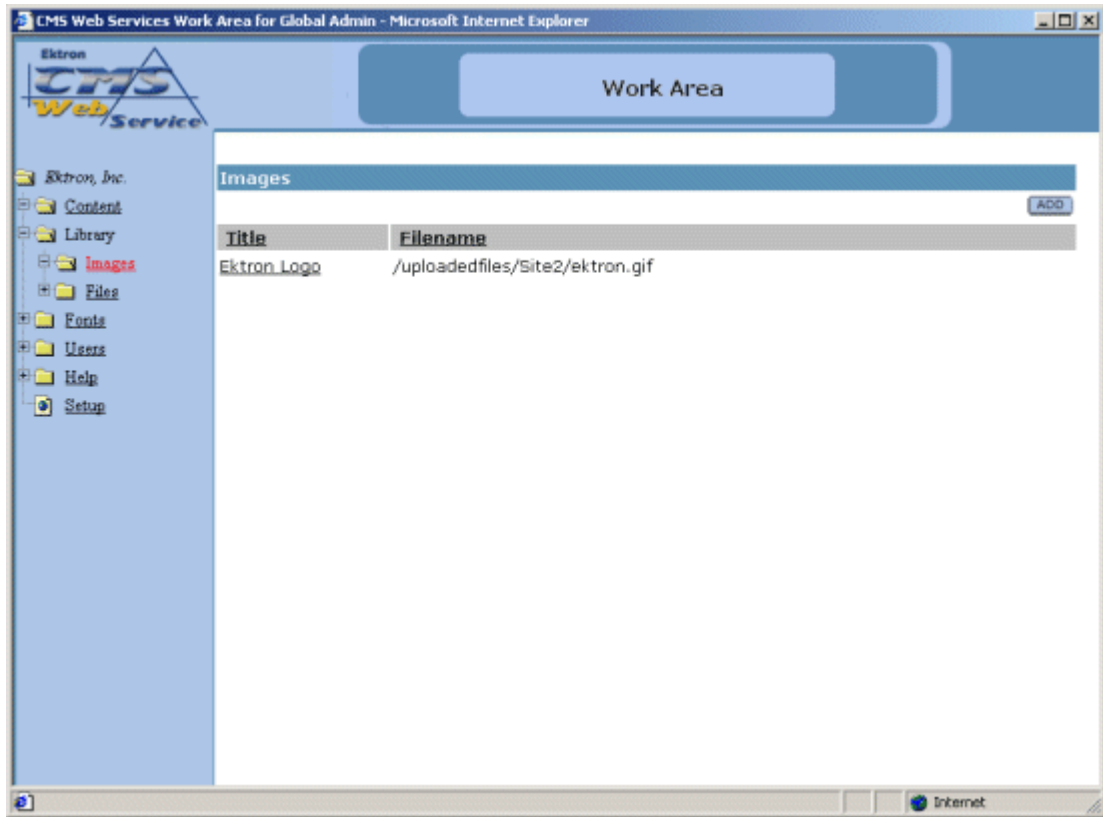 CMS Web Services Work Area for Global Admin - Microsoft Internet Explorer
Ektron
CMS
Web
Service
Work Area
Ektron, Inc.
Content
Library
Images
Files
Fonts
Users
Help
Setup
Images
ADD
Title Filename
Ektron Logo /uploadedfiles/Site2/ektron.gif
Internet